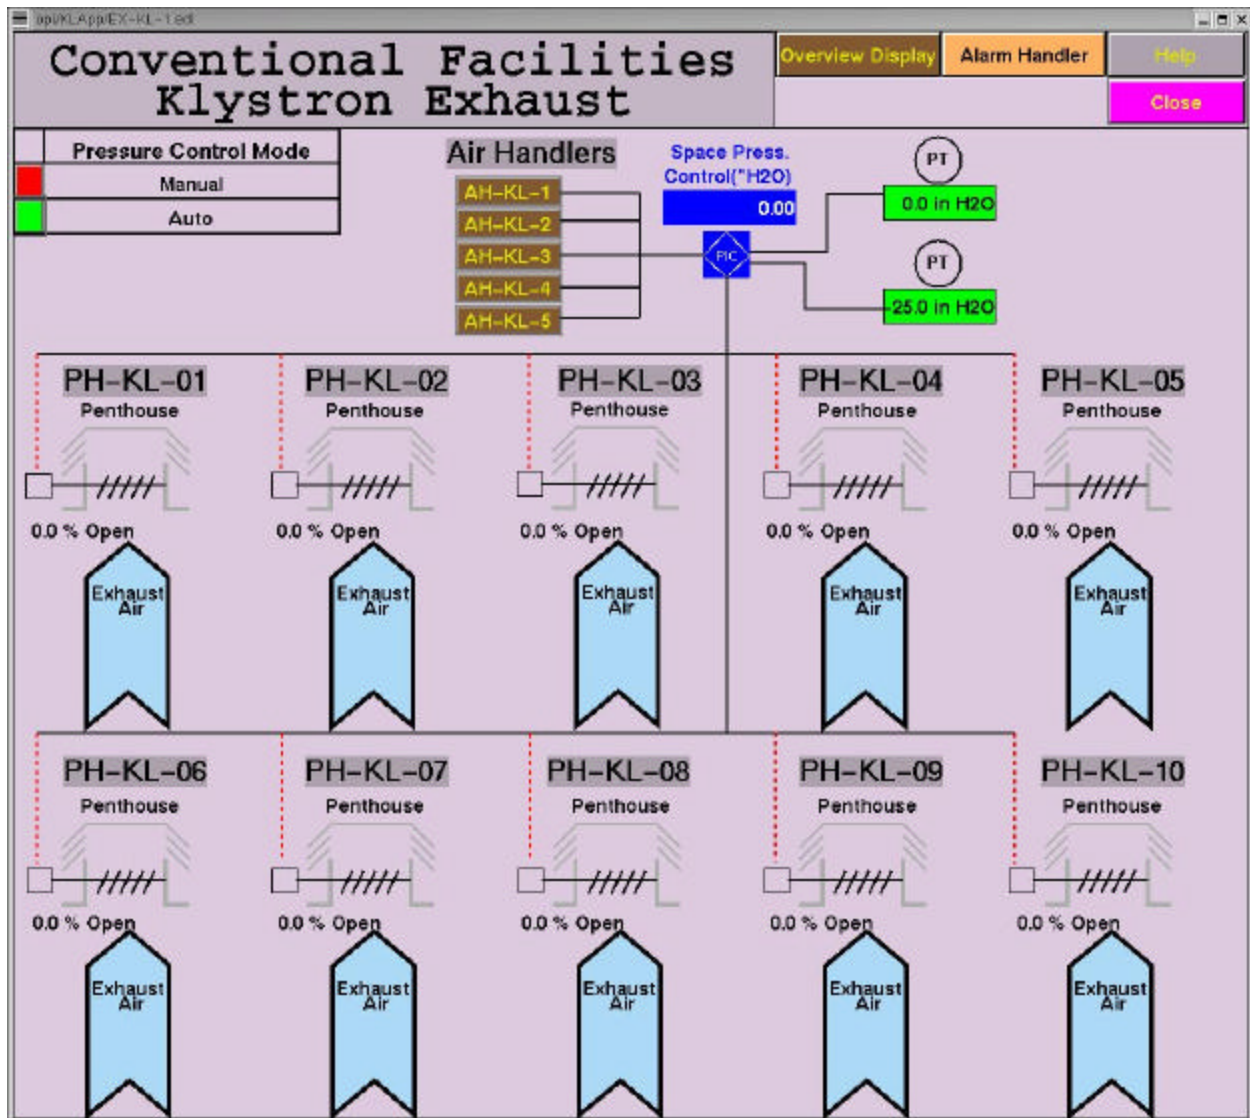 opi/KLApp/EX-KL-1.edl
Conventional Facilities
Klystron Exhaust
Overview Display
Alarm Handler
Help
Close
Pressure Control Mode
Manual
Auto
Air Handlers
AH-KL-1
AH-KL-2
AH-KL-3
AH-KL-4
AH-KL-5
Space Press.
Control("H2O)
0.00
PIC
PT
0.0 in H2O
PT
-25.0 in H2O
PH-KL-01 PH-KL-02 PH-KL-03 PH-KL-04 PH-KL-05
Penthouse Penthouse Penthouse Penthouse Penthouse
0.0 % Open 0.0 % Open 0.0 % Open 0.0 % Open 0.0 % Open
Exhaust Exhaust Exhaust Exhaust Exhaust
Air Air Air Air Air
PH-KL-06 PH-KL-07 PH-KL-08 PH-KL-09 PH-KL-10
Penthouse Penthouse Penthouse Penthouse Penthouse
0.0 % Open 0.0 % Open 0.0 % Open 0.0 % Open 0.0 % Open
Exhaust Exhaust Exhaust Exhaust Exhaust
Air Air Air Air Air